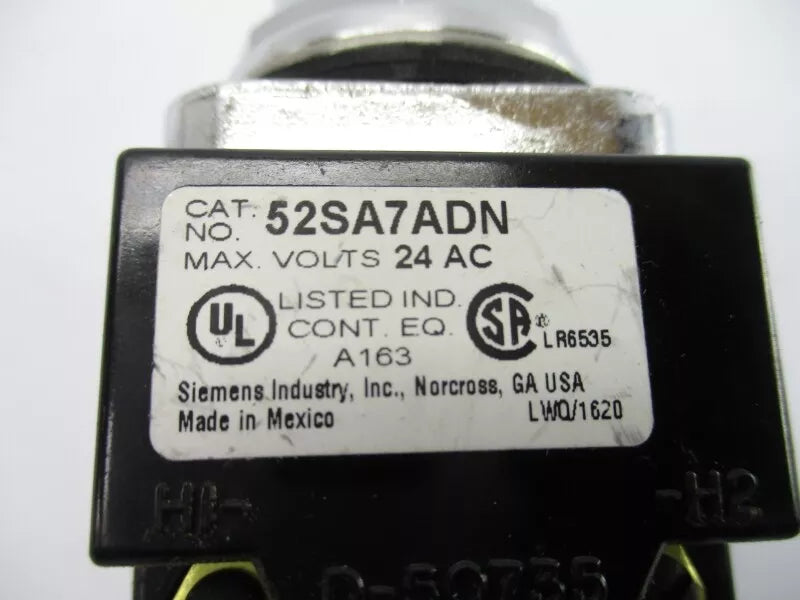 CAT. NO. 52SA7ADN
MAX. VOLTS 24 AC
UL LISTED IND. CONT. EQ. A163
SA ® LR6535
Siemens Industry, Inc., Norcross, GA USA
Made in Mexico LWQ/1620
H1- -H2
D-50735